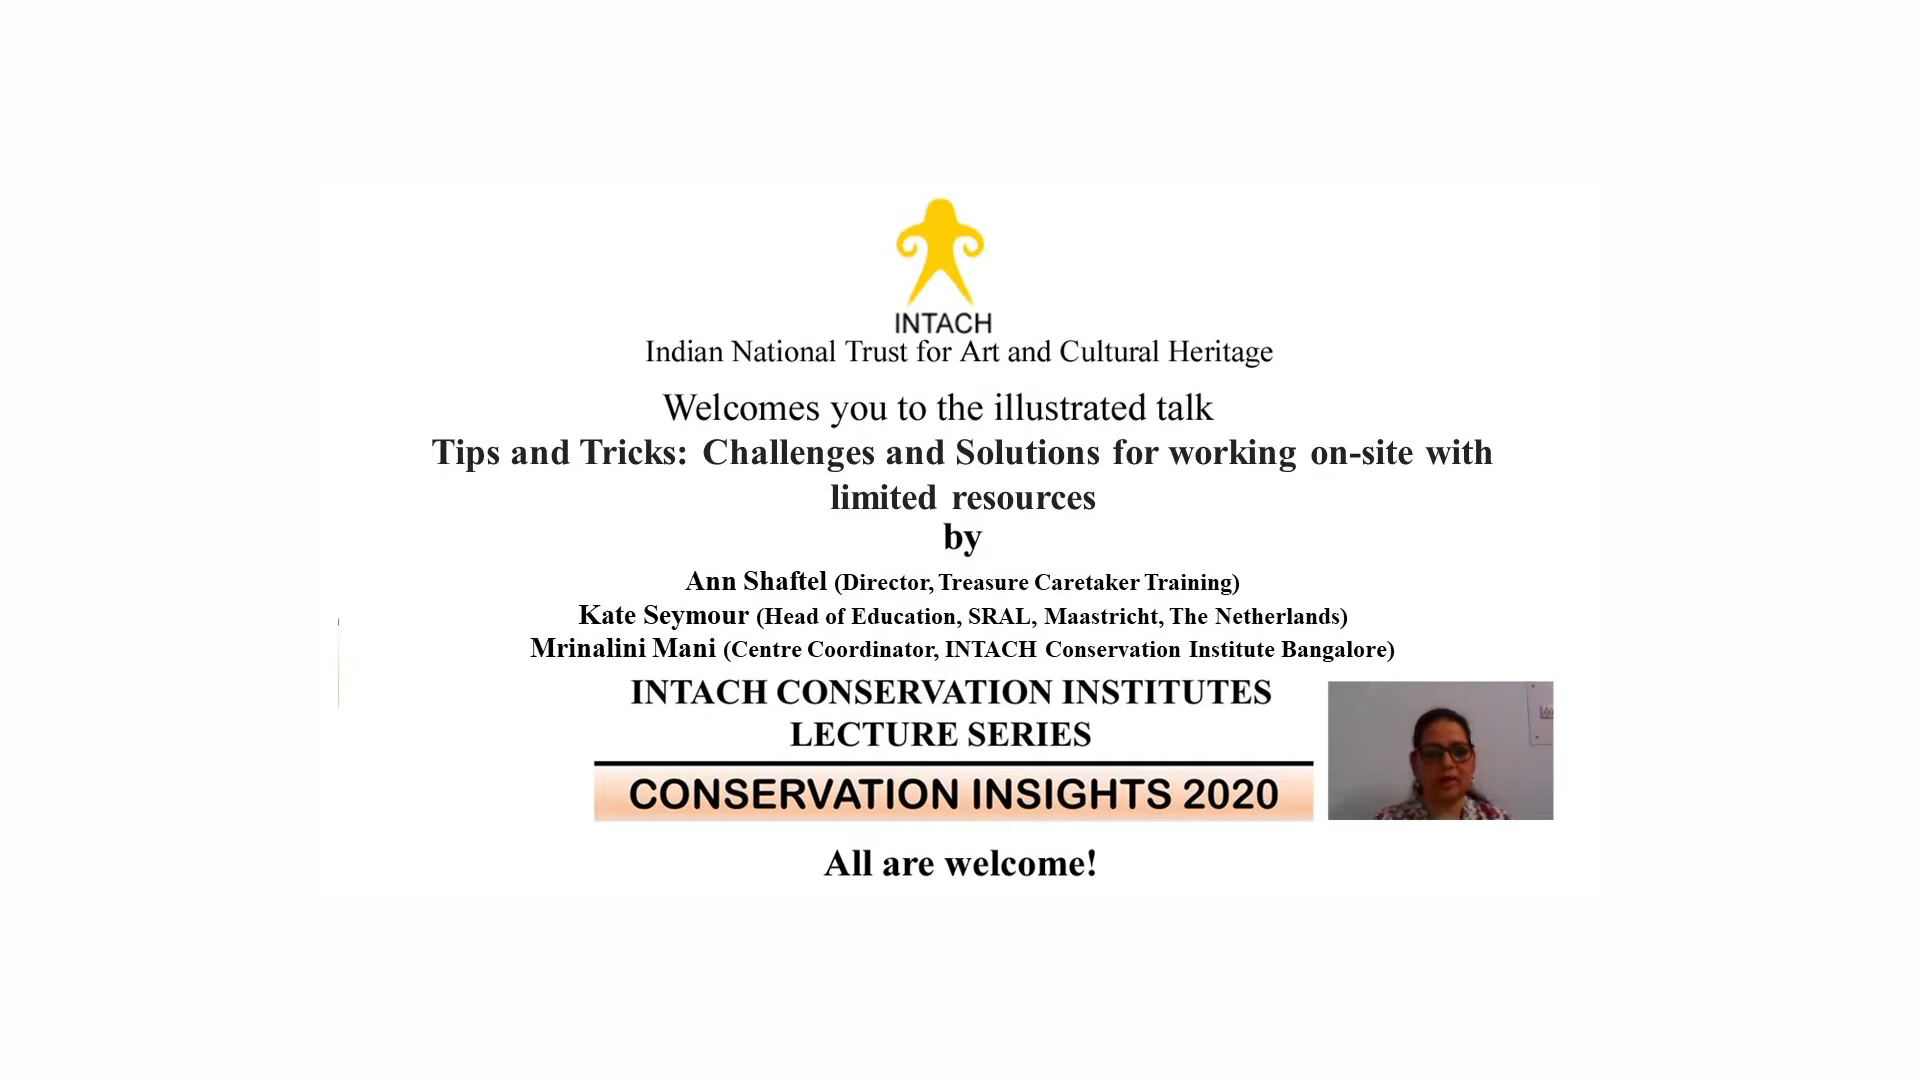 INTACH
Indian National Trust for Art and Cultural Heritage
Welcomes you to the illustrated talk
Tips and Tricks: Challenges and Solutions for working on-site with
limited resources
by
Ann Shaftel (Director, Treasure Caretaker Training)
Kate Seymour (Head of Education, SRAL, Maastricht, The Netherlands)
Mrinalini Mani (Centre Coordinator, INTACH Conservation Institute Bangalore)
INTACH CONSERVATION INSTITUTES
LECTURE SERIES
CONSERVATION INSIGHTS 2020
All are welcome!